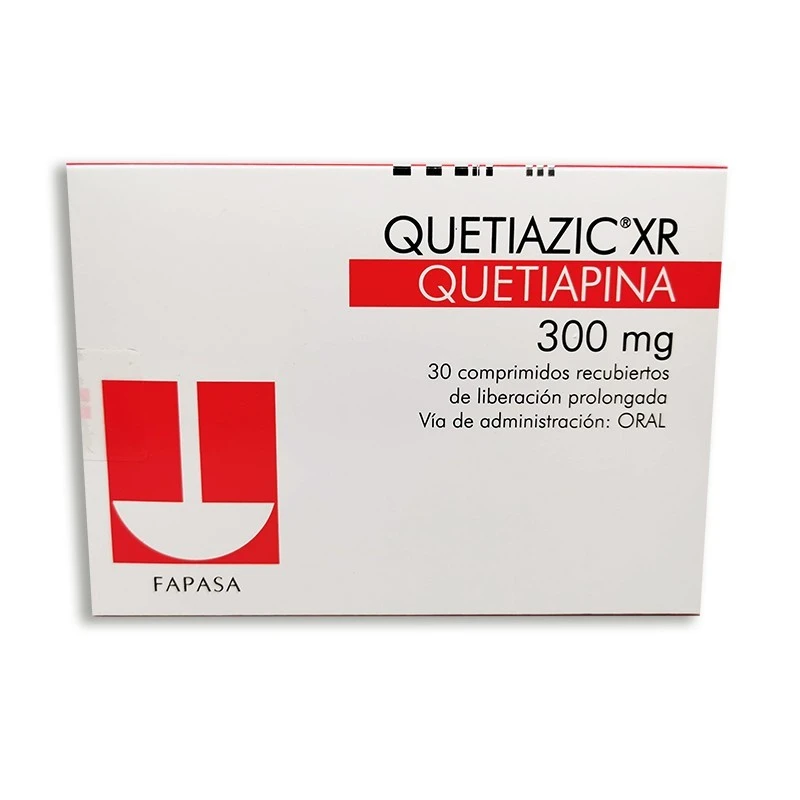 QUETIAZIC® XR
QUETIAPINA
300 mg
30 comprimidos recubiertos
de liberación prolongada
Vía de administración: ORAL
FAPASA